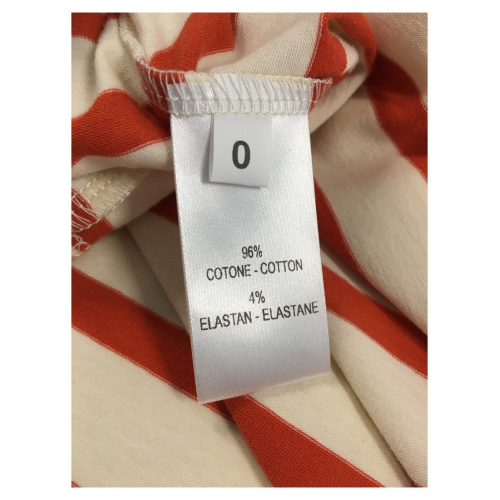 0
96%
COTONE - COTTON
4%
ELASTAN - ELASTANE